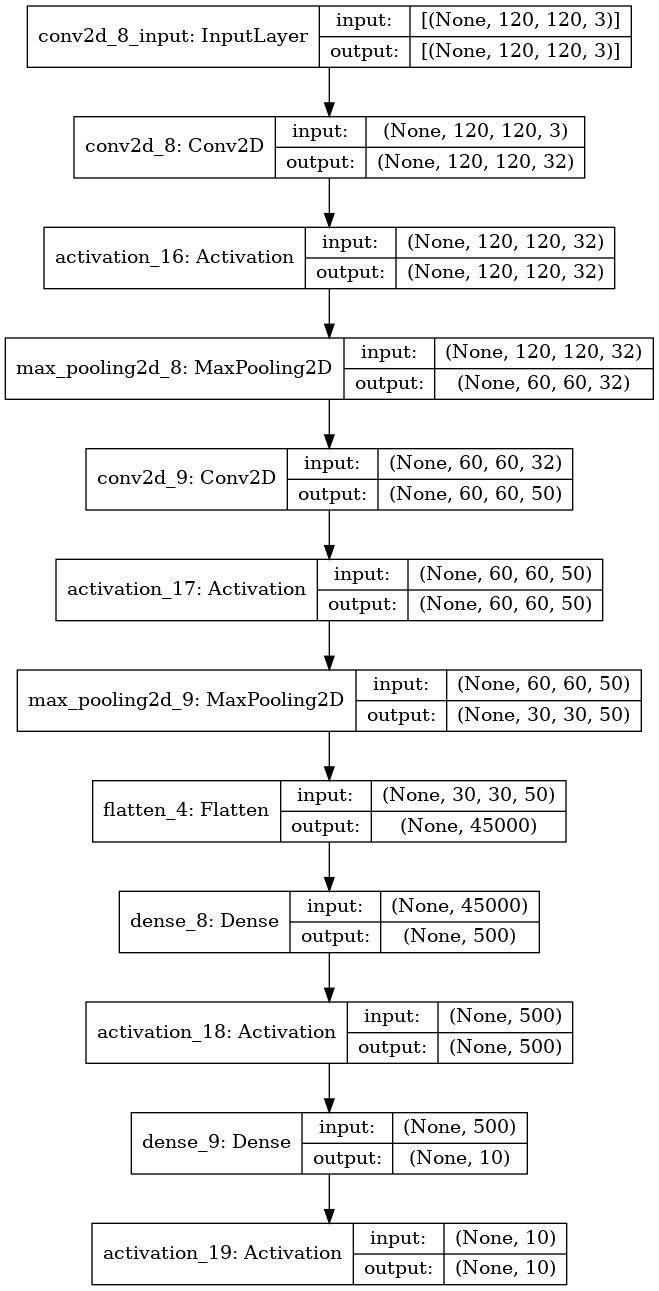 conv2d_8_input: InputLayer
input: [(None, 120, 120, 3)]
output: [(None, 120, 120, 3)]
conv2d_8: Conv2D
input: (None, 120, 120, 3)
output: (None, 120, 120, 32)
activation_16: Activation
input: (None, 120, 120, 32)
output: (None, 120, 120, 32)
max_pooling2d_8: MaxPooling2D
input: (None, 120, 120, 32)
output: (None, 60, 60, 32)
conv2d_9: Conv2D
input: (None, 60, 60, 32)
output: (None, 60, 60, 50)
activation_17: Activation
input: (None, 60, 60, 50)
output: (None, 60, 60, 50)
max_pooling2d_9: MaxPooling2D
input: (None, 60, 60, 50)
output: (None, 30, 30, 50)
flatten_4: Flatten
input: (None, 30, 30, 50)
output: (None, 45000)
dense_8: Dense
input: (None, 45000)
output: (None, 500)
activation_18: Activation
input: (None, 500)
output: (None, 500)
dense_9: Dense
input: (None, 500)
output: (None, 10)
activation_19: Activation
input: (None, 10)
output: (None, 10)